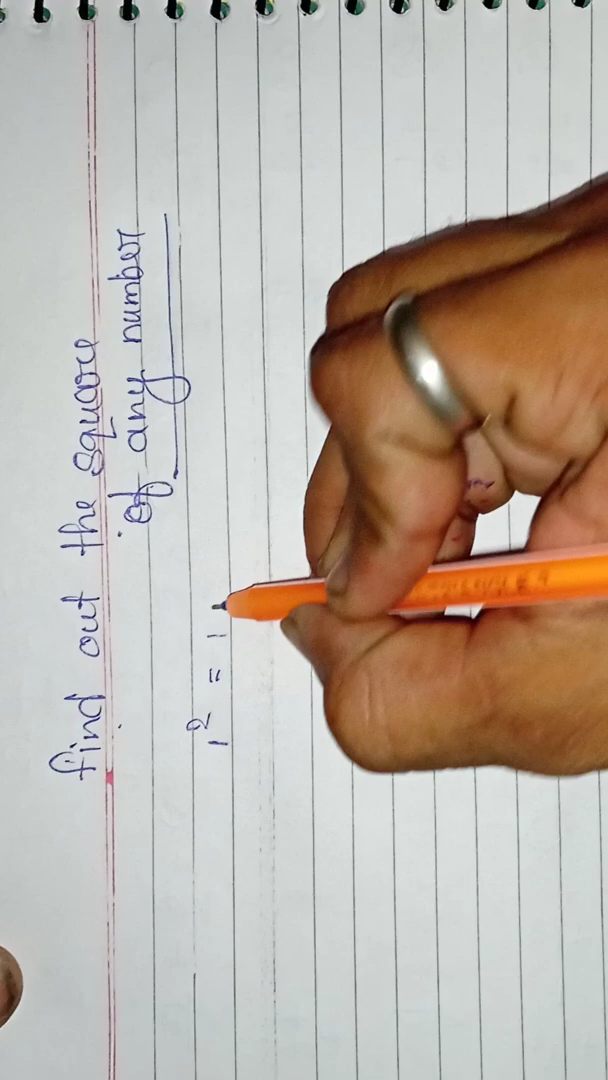 find out the square
of any number
1² = 1